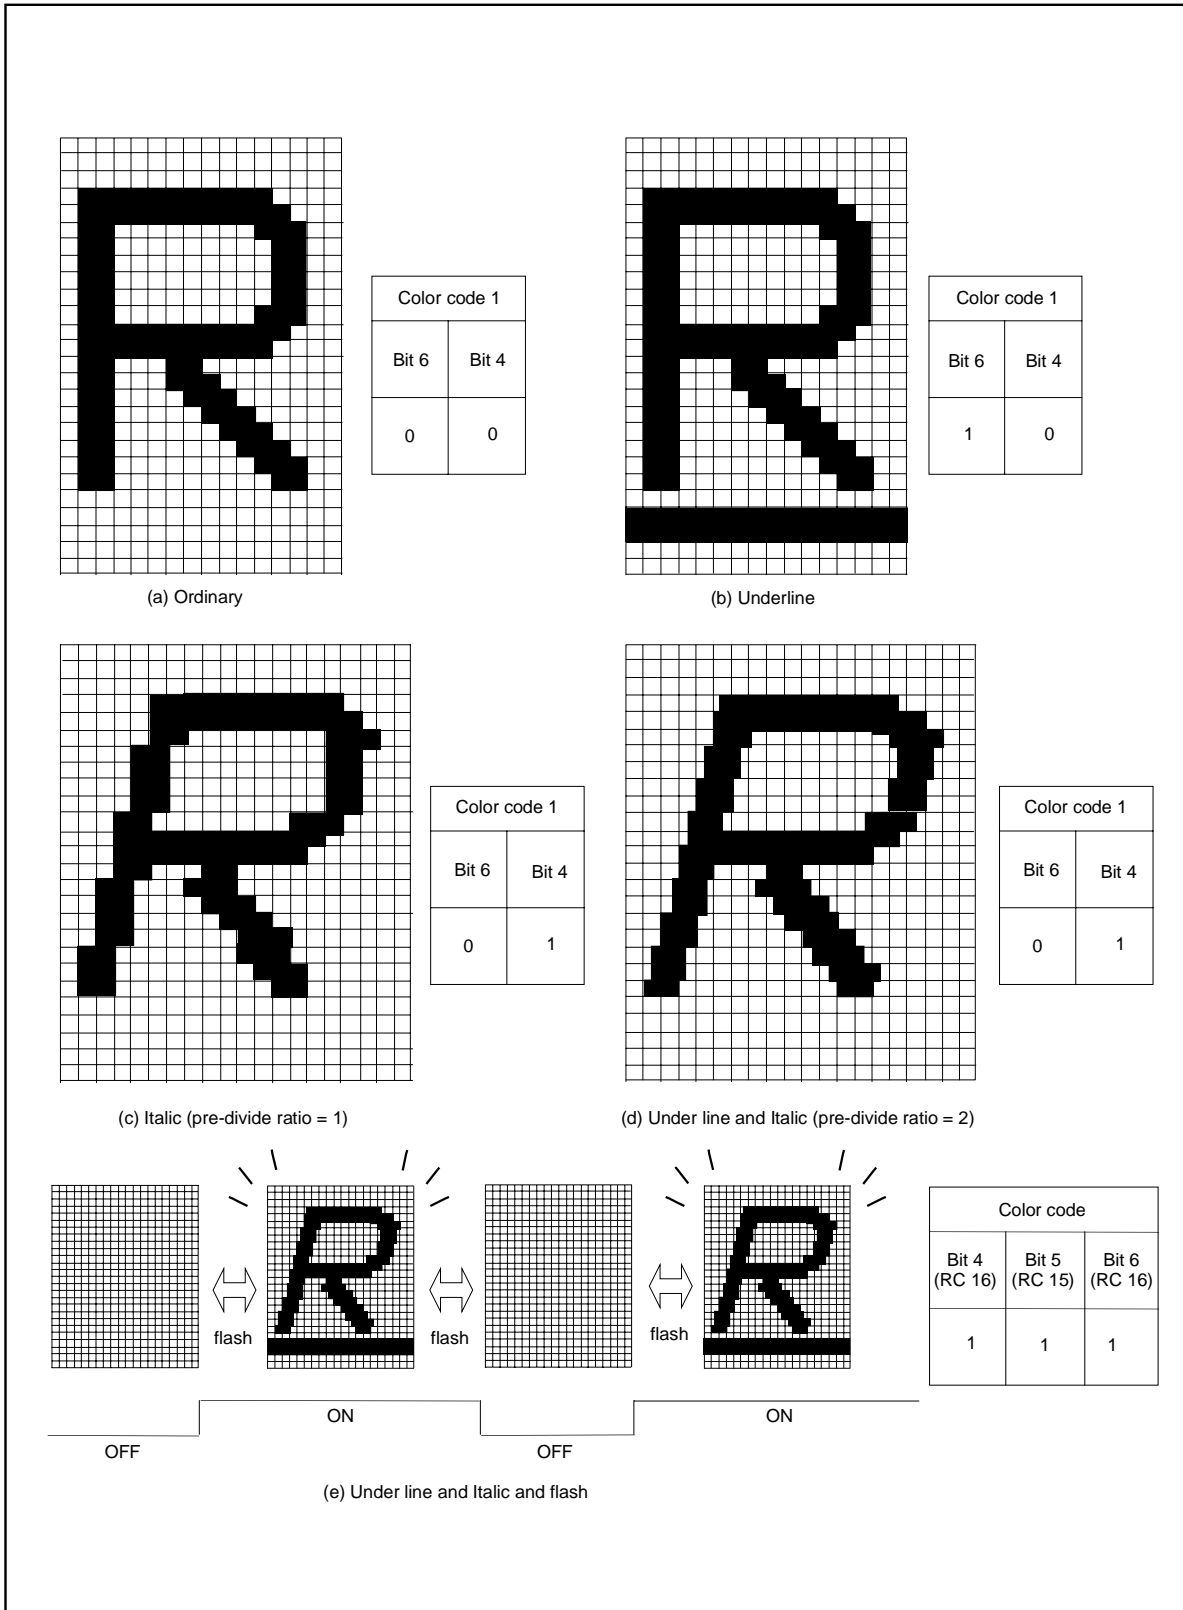 Color code 1
Bit 6 Bit 4
0 0
(a) Ordinary
Color code 1
Bit 6 Bit 4
1 0
(b) Underline
Color code 1
Bit 6 Bit 4
0 1
(c) Italic (pre-divide ratio = 1)
Color code 1
Bit 6 Bit 4
0 1
(d) Under line and Italic (pre-divide ratio = 2)
flash
flash
flash
Color code
Bit 4 Bit 5 Bit 6
(RC 16) (RC 15) (RC 16)
1 1 1
OFF
ON
OFF
ON
(e) Under line and Italic and flash